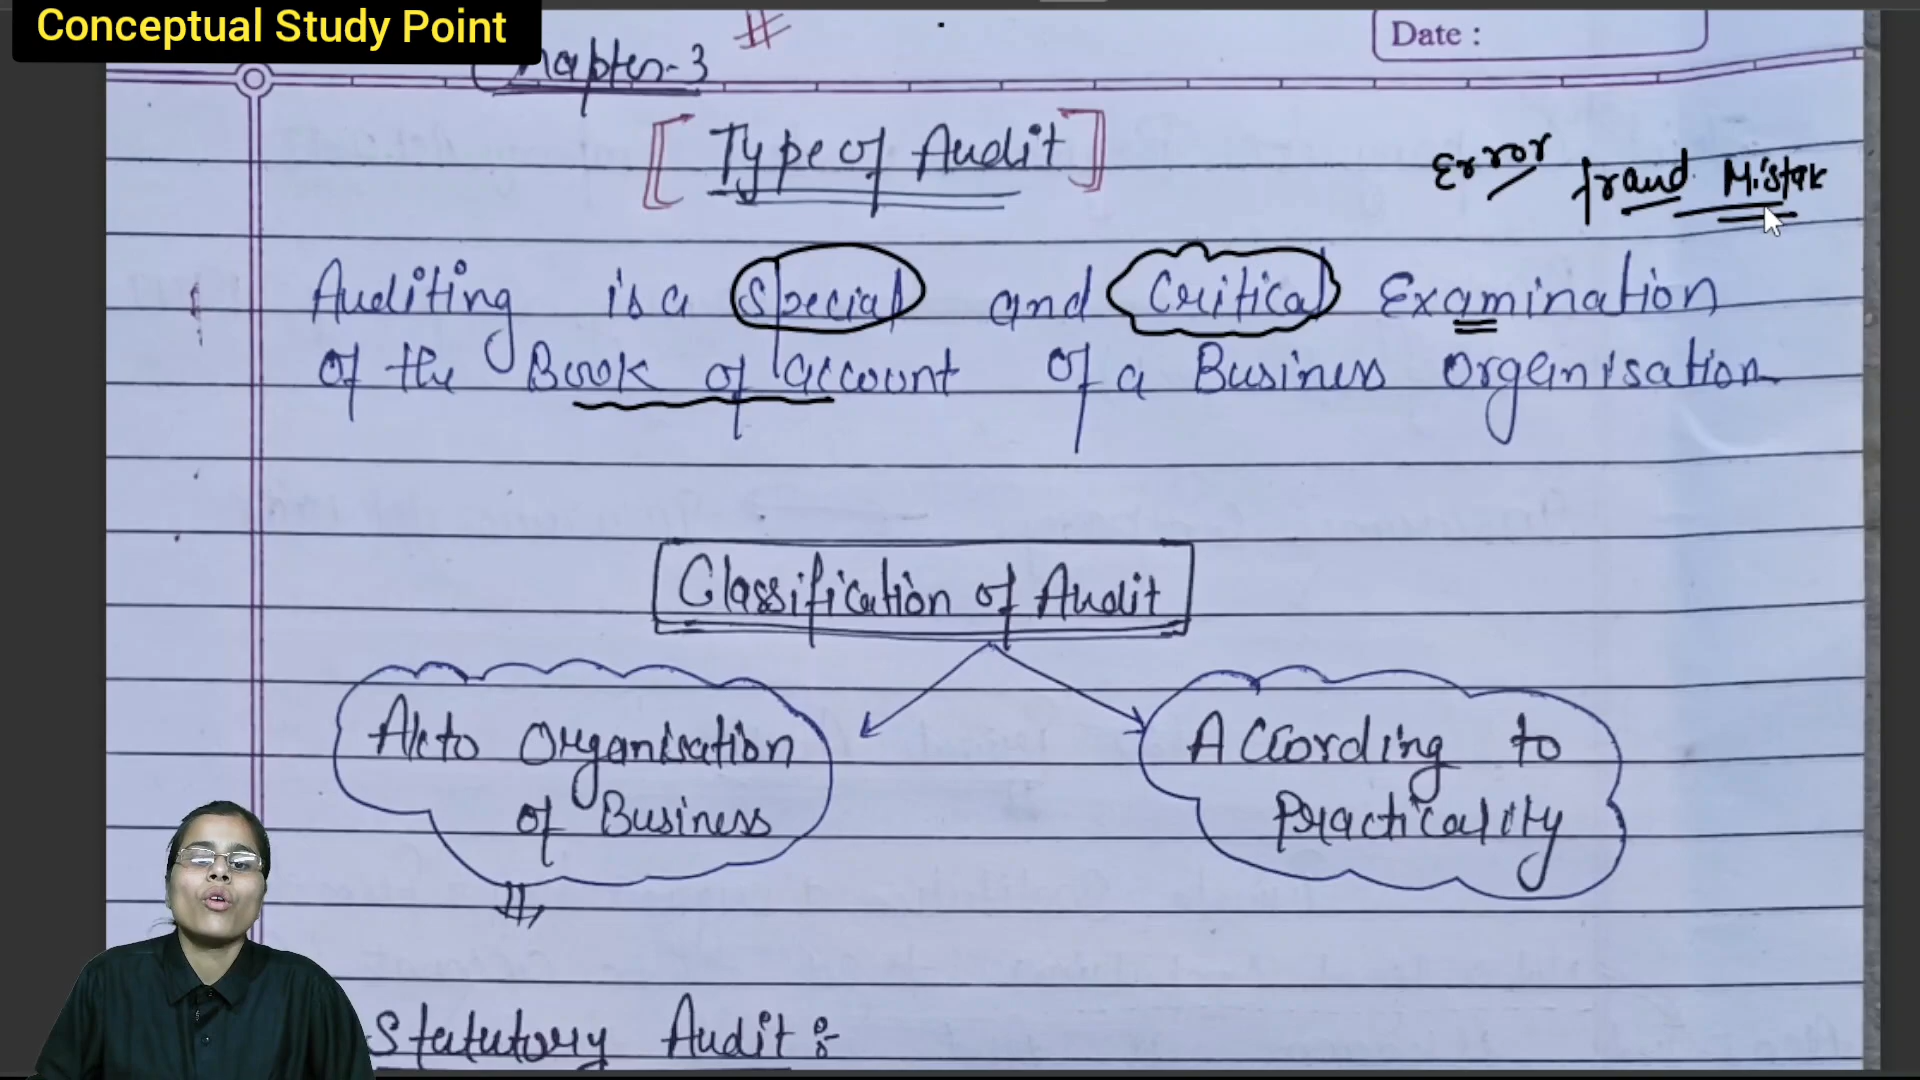 Conceptual Study Point
Date :
Chapter-3
[Type of Audit]
Error fraud Mistak
Auditing is a Special and Critical Examination
of the Book of account of a Business Organisation
Classification of Audit
A/c to Organisation
of Business
According to
Practicality
Statutory Audit :-